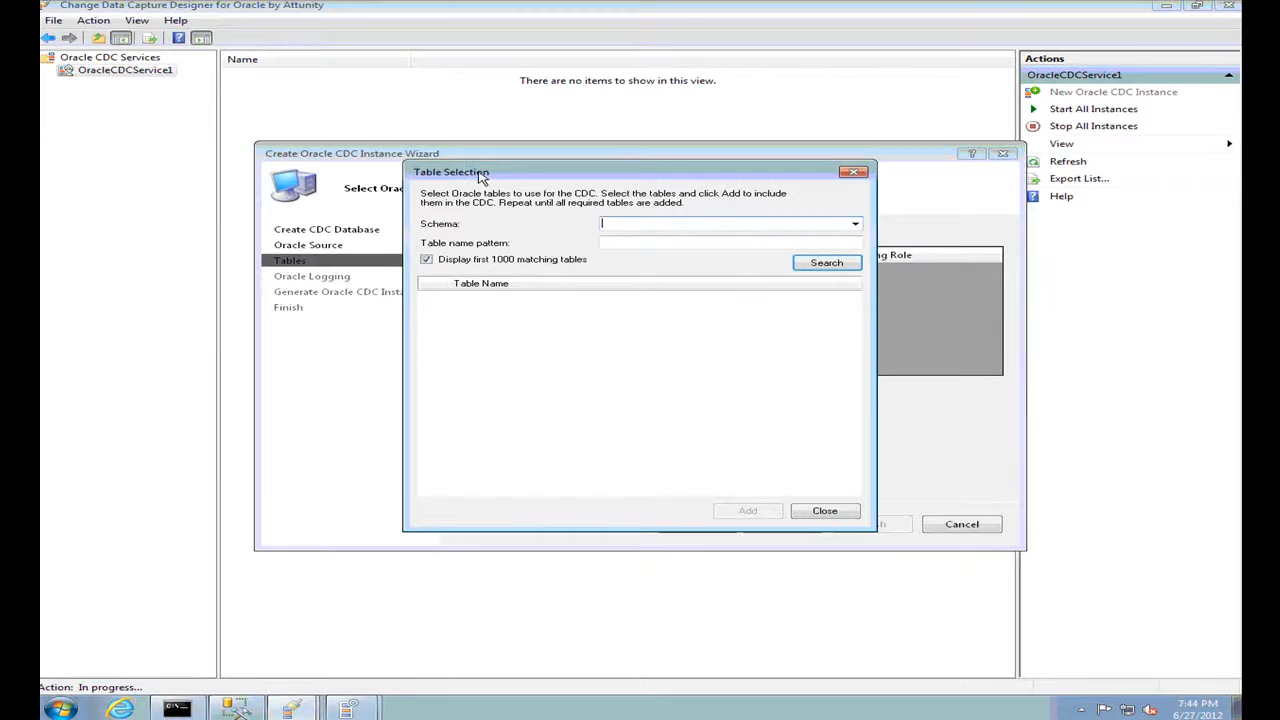 Change Data Capture Designer for Oracle by Attunity
File Action View Help
Oracle CDC Services
OracleCDCService1
Name
There are no items to show in this view.
Actions
OracleCDCService1
New Oracle CDC Instance
Start All Instances
Stop All Instances
View
Refresh
Export List...
Help
Create Oracle CDC Instance Wizard
Create CDC Database
Oracle Source
Tables
Oracle Logging
Generate Oracle CDC Insta
Finish
Select Orac
Table Selection
Select Oracle tables to use for the CDC. Select the tables and click Add to include
them in the CDC. Repeat until all required tables are added.
Schema:
Table name pattern:
Display first 1000 matching tables
Search
Table Name
Add Close
g Role
h Cancel
Action: In progress...
7:44 PM
6/27/2012